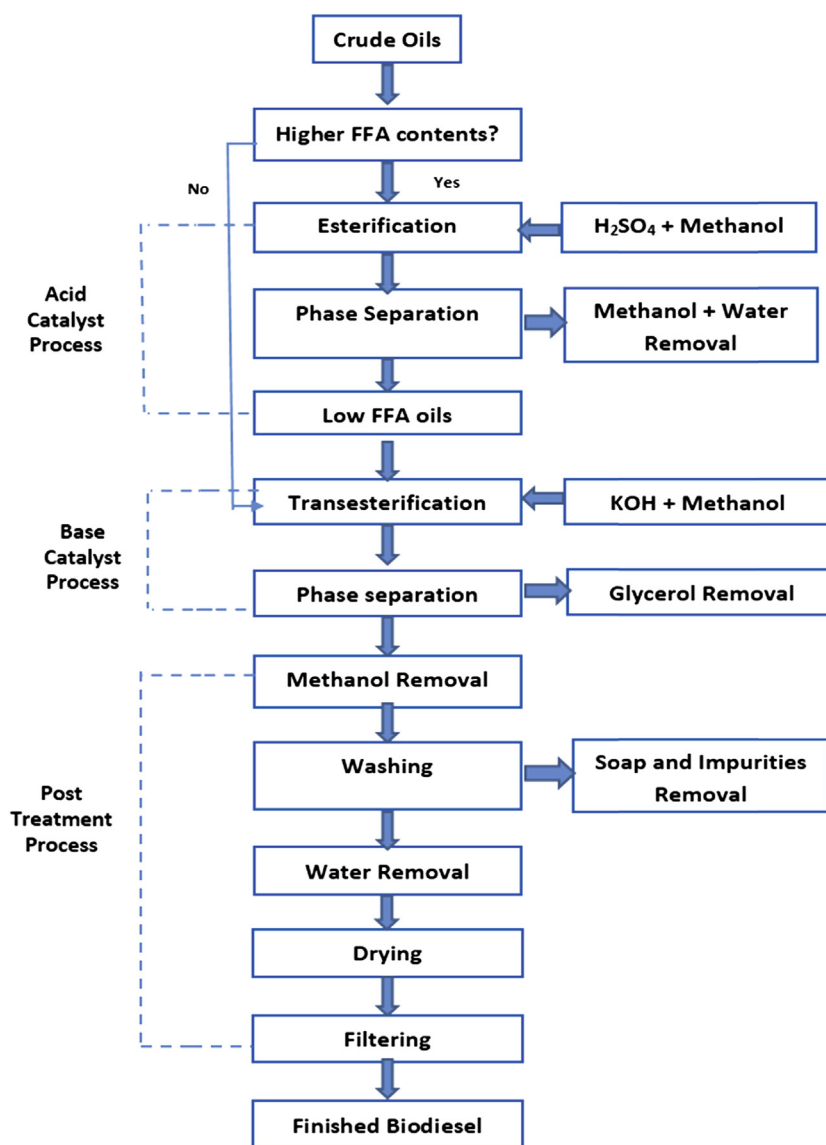 Crude Oils
Higher FFA contents?
No
Yes
Esterification
H₂SO₄ + Methanol
Acid
Catalyst
Process
Phase Separation
Methanol + Water
Removal
Low FFA oils
Transesterification
KOH + Methanol
Base
Catalyst
Process
Phase separation
Glycerol Removal
Methanol Removal
Washing
Soap and Impurities
Removal
Post
Treatment
Process
Water Removal
Drying
Filtering
Finished Biodiesel